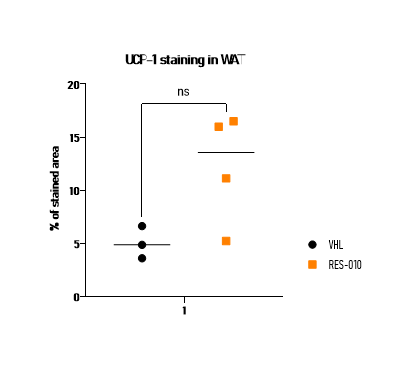 UCP-1 staining in WAT
ns
% of stained area
20
15
10
5
0
1
VHL
RES-010